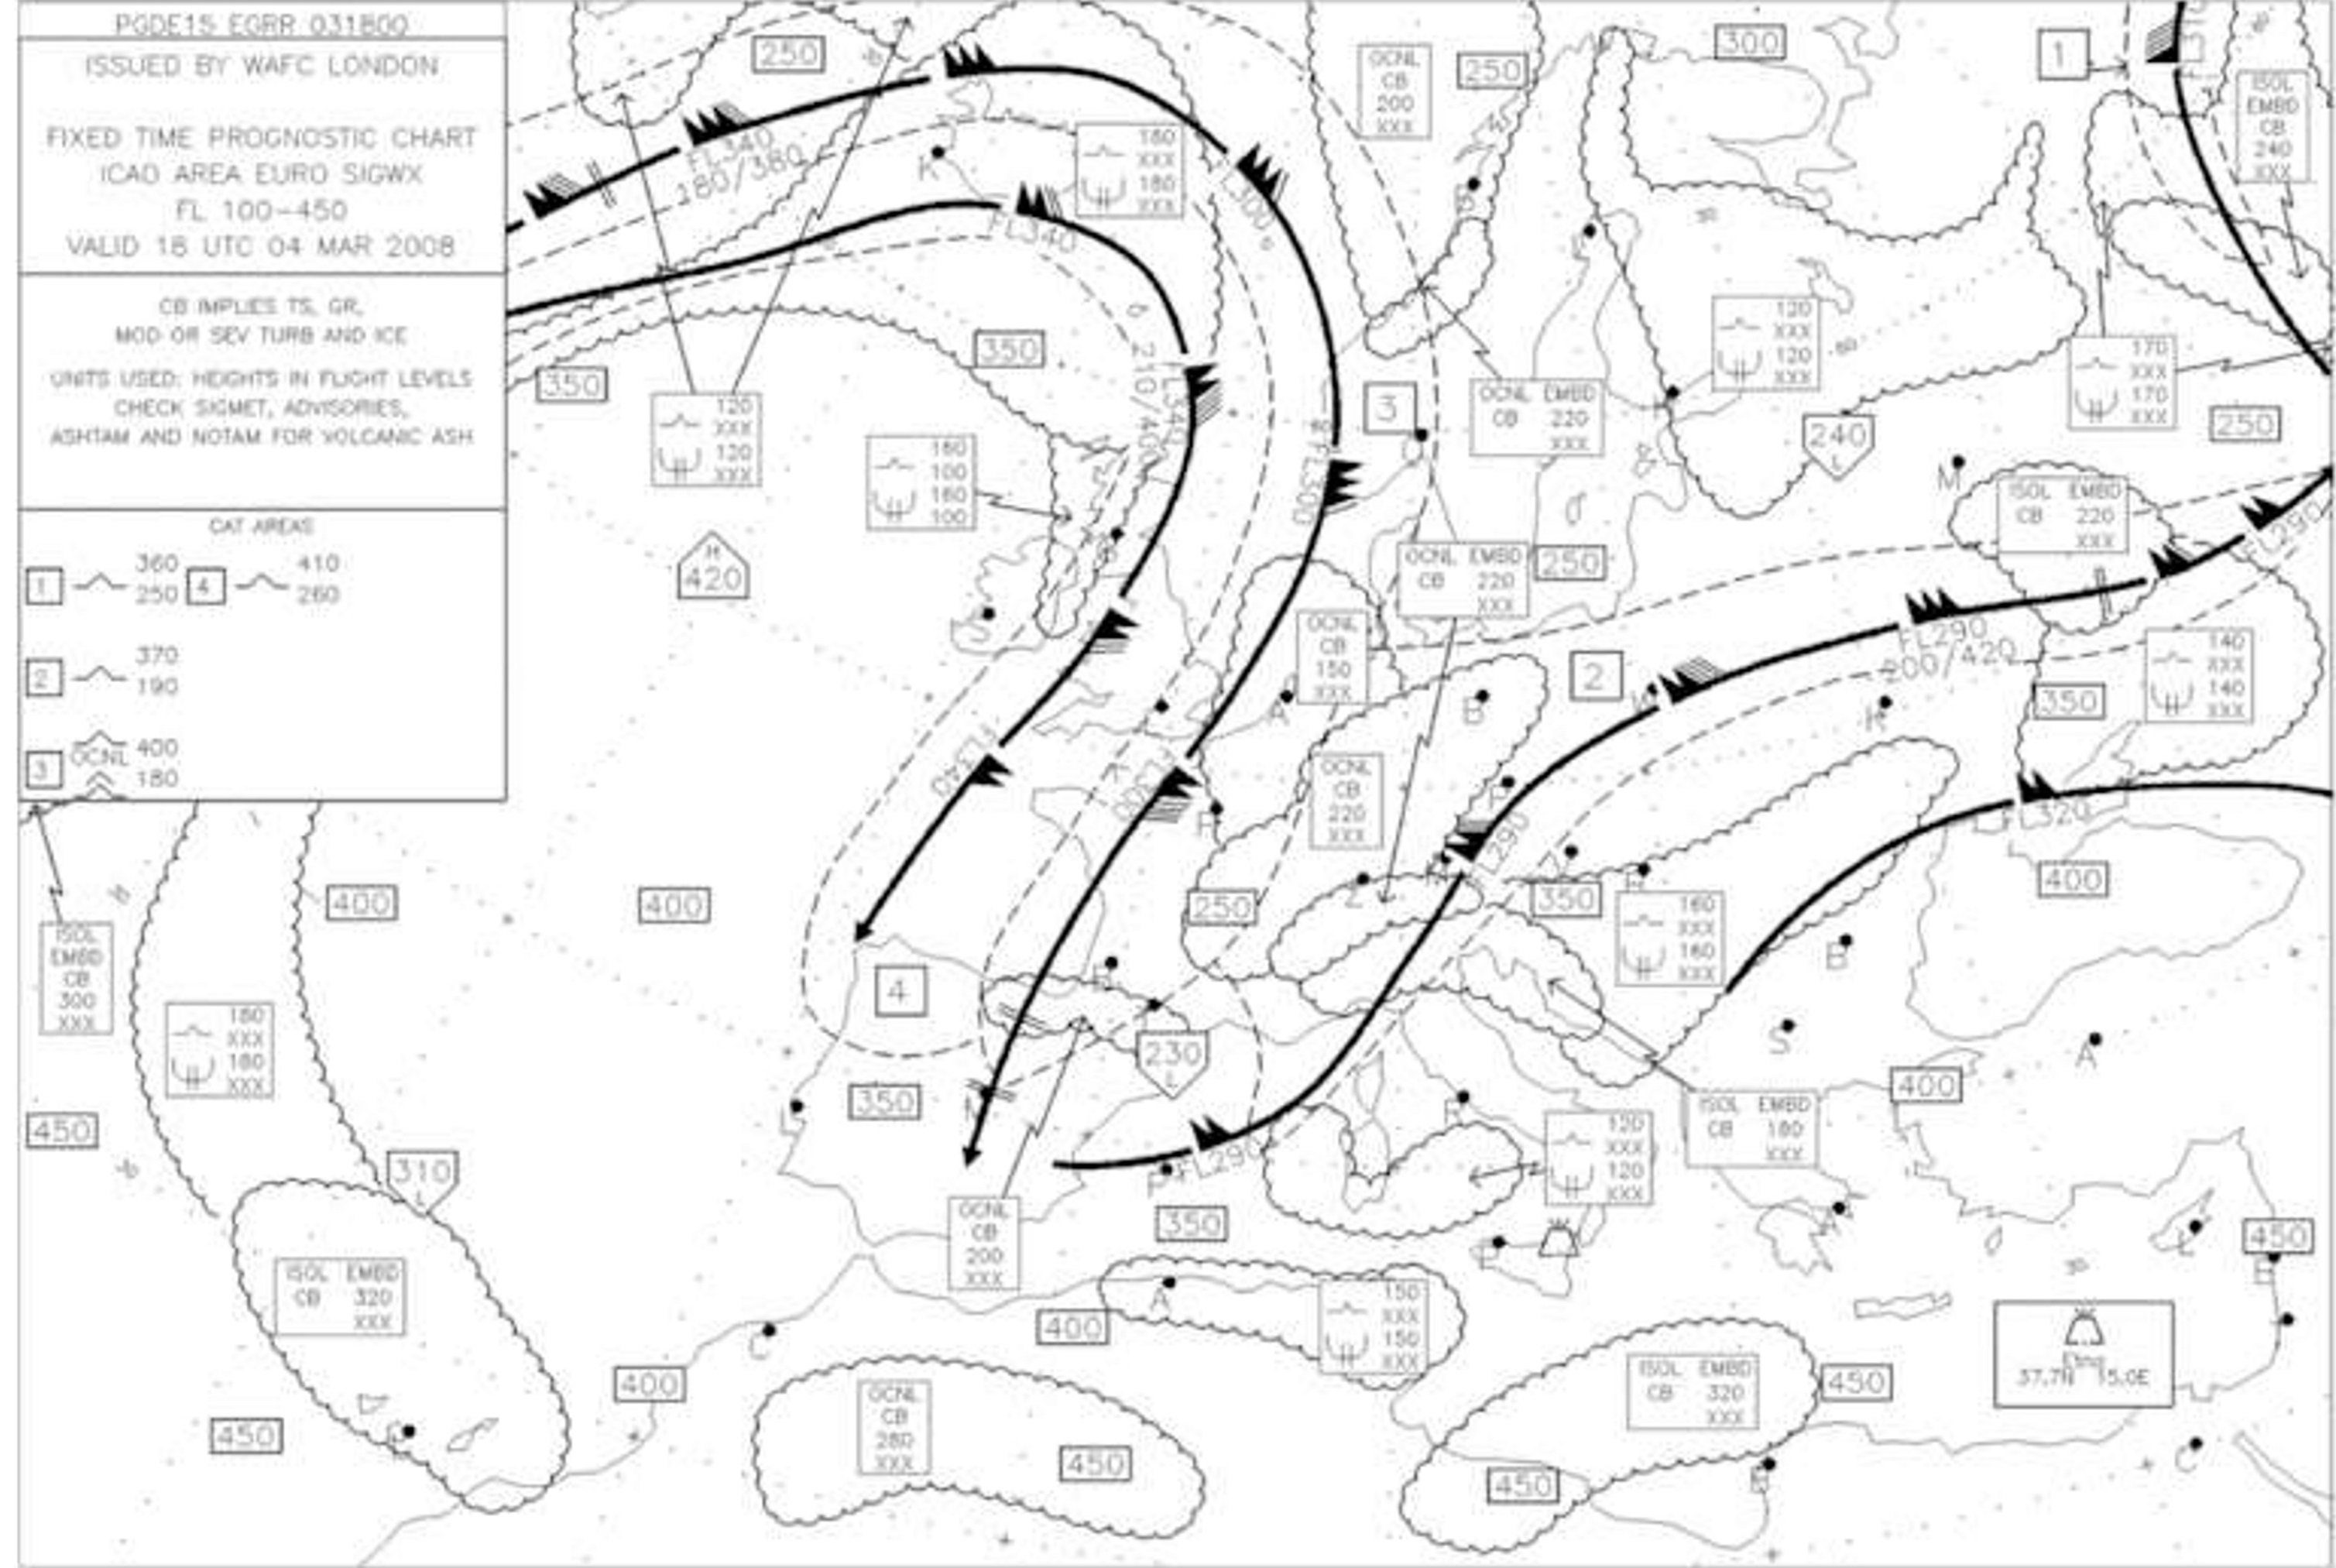 PGDE15 EGRR 031800
ISSUED BY WAFC LONDON
FIXED TIME PROGNOSTIC CHART
ICAO AREA EURO SIGWX
FL 100-450
VALID 18 UTC 04 MAR 2008
CB IMPLIES TS, GR,
MOD OR SEV TURB AND ICE
UNITS USED: HEIGHTS IN FLIGHT LEVELS
CHECK SIGMET, ADVISORIES,
ASHTAM AND NOTAM FOR VOLCANIC ASH
CAT AREAS
1 360
250
4 410
260
2 370
190
3 OCNL 400
180
250
FL340
180/380
K
180
XXX
180
XXX
FL340
FL300
OCNL
CB
200
XXX
250
300
1
ISOL
EMBD
CB
240
XXX
350
350
120
XXX
120
XXX
160
100
160
100
H
420
FL340
210/400
FL300
3
OCNL EMBD
CB 220
XXX
120
XXX
120
XXX
240
L
170
XXX
170
XXX
250
M
ISOL EMBD
CB 220
XXX
FL290
OCNL EMBD
CB 220
XXX
250
OCNL
CB
150
XXX
A
B
2
FL290
200/420
K
350
140
XXX
140
XXX
FL340
FL300
P
OCNL
CB
220
XXX
P
FL290
FL320
400
400
400
250
Z
350
160
XXX
160
XXX
B
ISOL
EMBD
CB
300
XXX
180
XXX
180
XXX
4
B
230
L
S
A
400
450
L
350
M
R
ISOL EMBD
CB 180
XXX
120
XXX
120
XXX
310
L
P
FL290
350
OCNL
CB
200
XXX
P
A
L
450
B
ISOL EMBD
CB 320
XXX
A
400
150
XXX
150
XXX
C
Etna
37.7N 15.0E
400
ISOL EMBD
CB 320
XXX
450
OCNL
CB
280
XXX
450
450
450
C